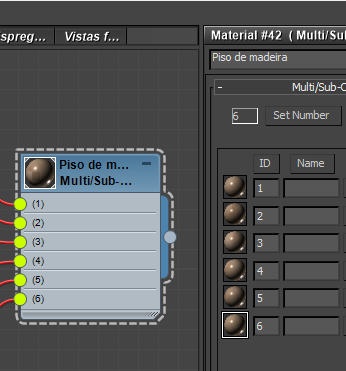 spreg... Vistas f...
Material #42 ( Multi/Sub
Piso de madeira
- Multi/Sub-O
6 Set Number
ID Name
1
2
3
4
5
6
Piso de m...
Multi/Sub-...
(1)
(2)
(3)
(4)
(5)
(6)